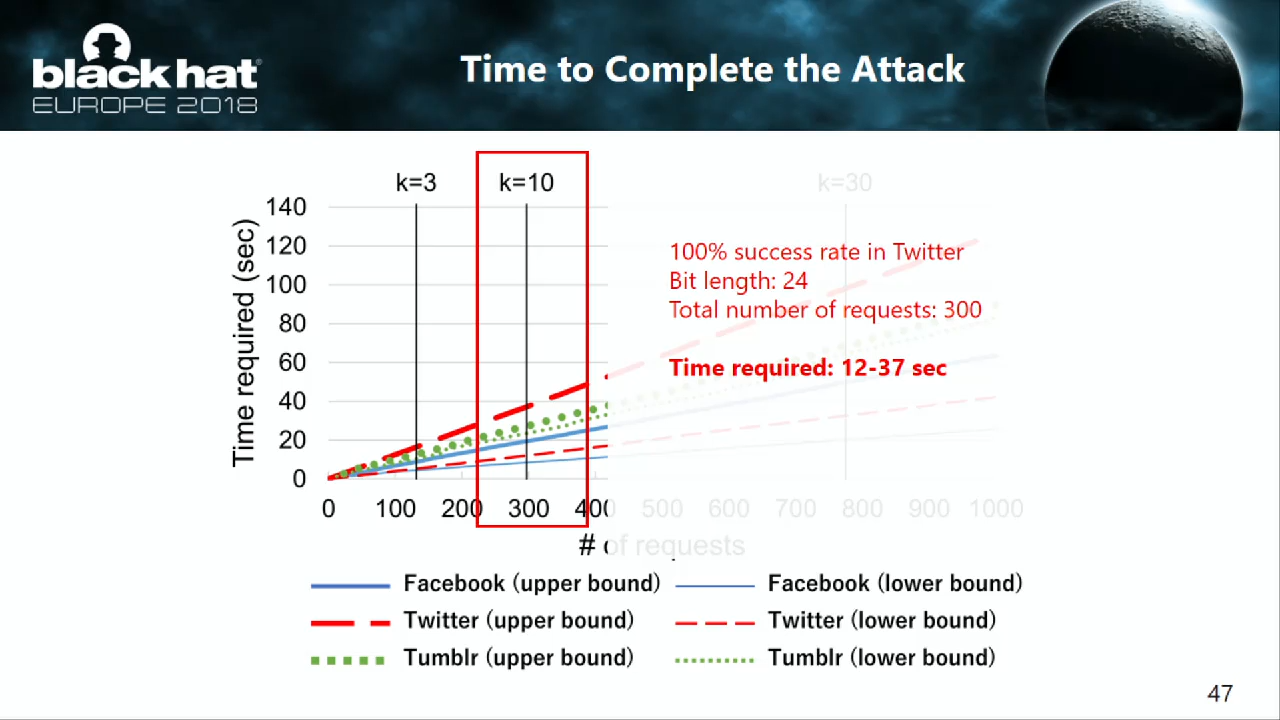 black hat
EUROPE 2018
Time to Complete the Attack
k=3
k=10
k=30
140
120
100
80
60
40
20
0
Time required (sec)
100% success rate in Twitter
Bit length: 24
Total number of requests: 300
Time required: 12-37 sec
0 100 200 300 400 500 600 700 800 900 1000
# of requests
Facebook (upper bound) Facebook (lower bound)
Twitter (upper bound) Twitter (lower bound)
Tumblr (upper bound) Tumblr (lower bound)
47